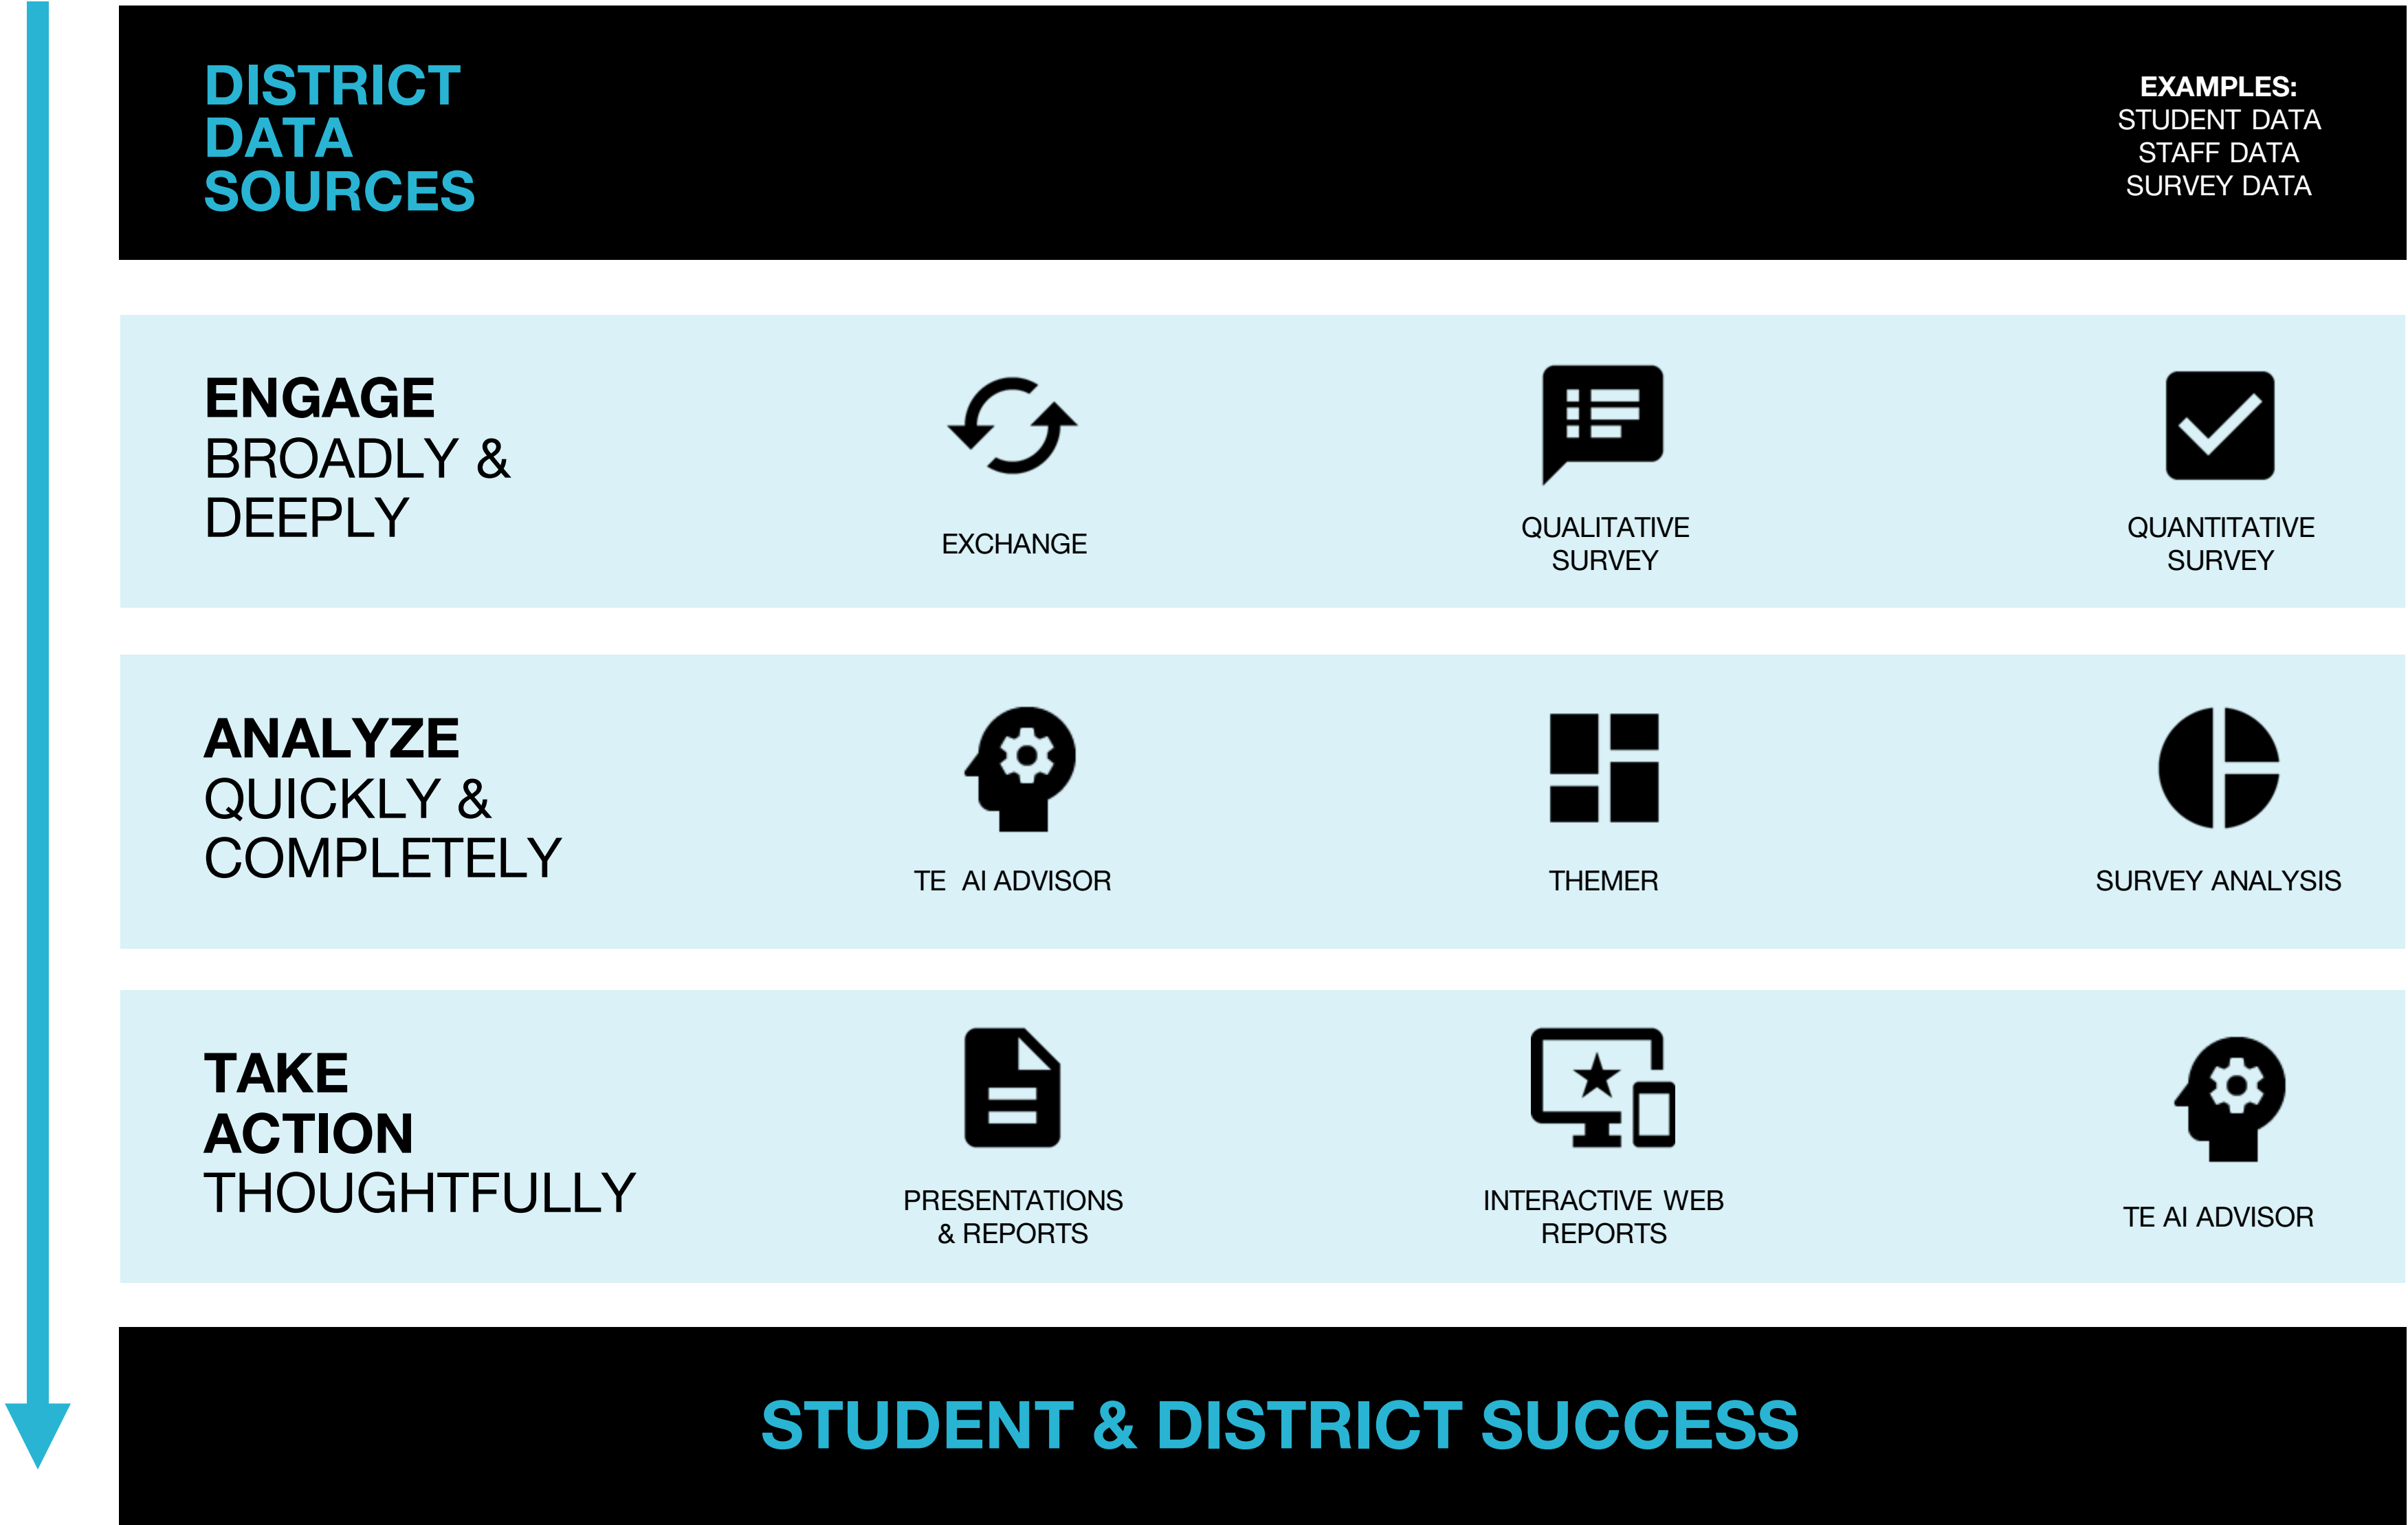 DISTRICT
DATA
SOURCES
EXAMPLES:
STUDENT DATA
STAFF DATA
SURVEY DATA
ENGAGE
BROADLY &
DEEPLY
EXCHANGE
QUALITATIVE
SURVEY
QUANTITATIVE
SURVEY
ANALYZE
QUICKLY &
COMPLETELY
TE AI ADVISOR
THEMER
SURVEY ANALYSIS
TAKE
ACTION
THOUGHTFULLY
PRESENTATIONS
& REPORTS
INTERACTIVE WEB
REPORTS
TE AI ADVISOR
STUDENT & DISTRICT SUCCESS